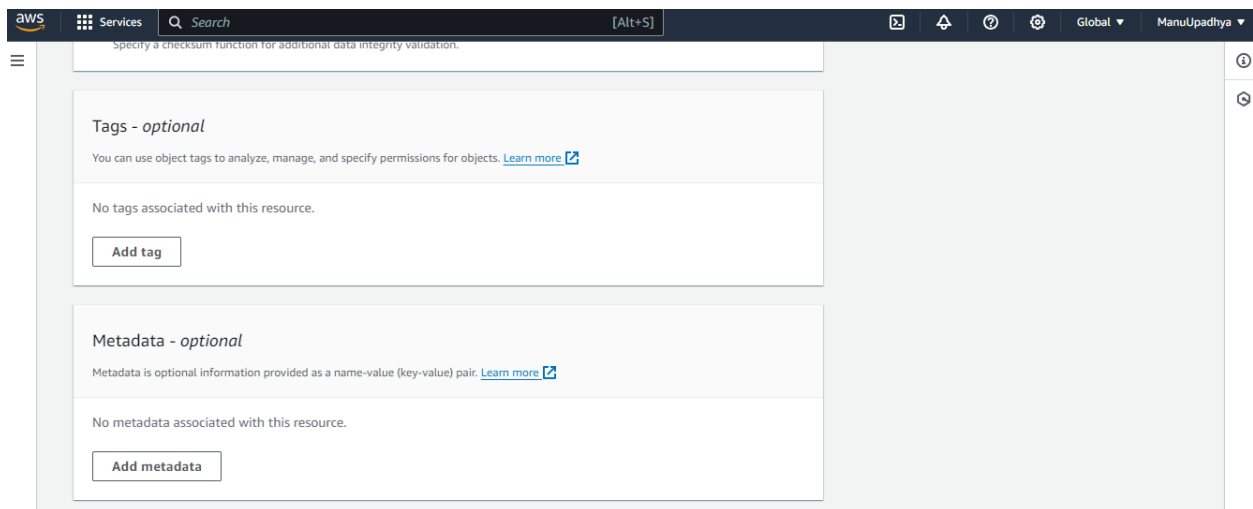 aws Services Search [Alt+S] Global ManuUpadhya
Specify a checksum function for additional data integrity validation.
Tags - optional
You can use object tags to analyze, manage, and specify permissions for objects. Learn more
No tags associated with this resource.
Add tag
Metadata - optional
Metadata is optional information provided as a name-value (key-value) pair. Learn more
No metadata associated with this resource.
Add metadata